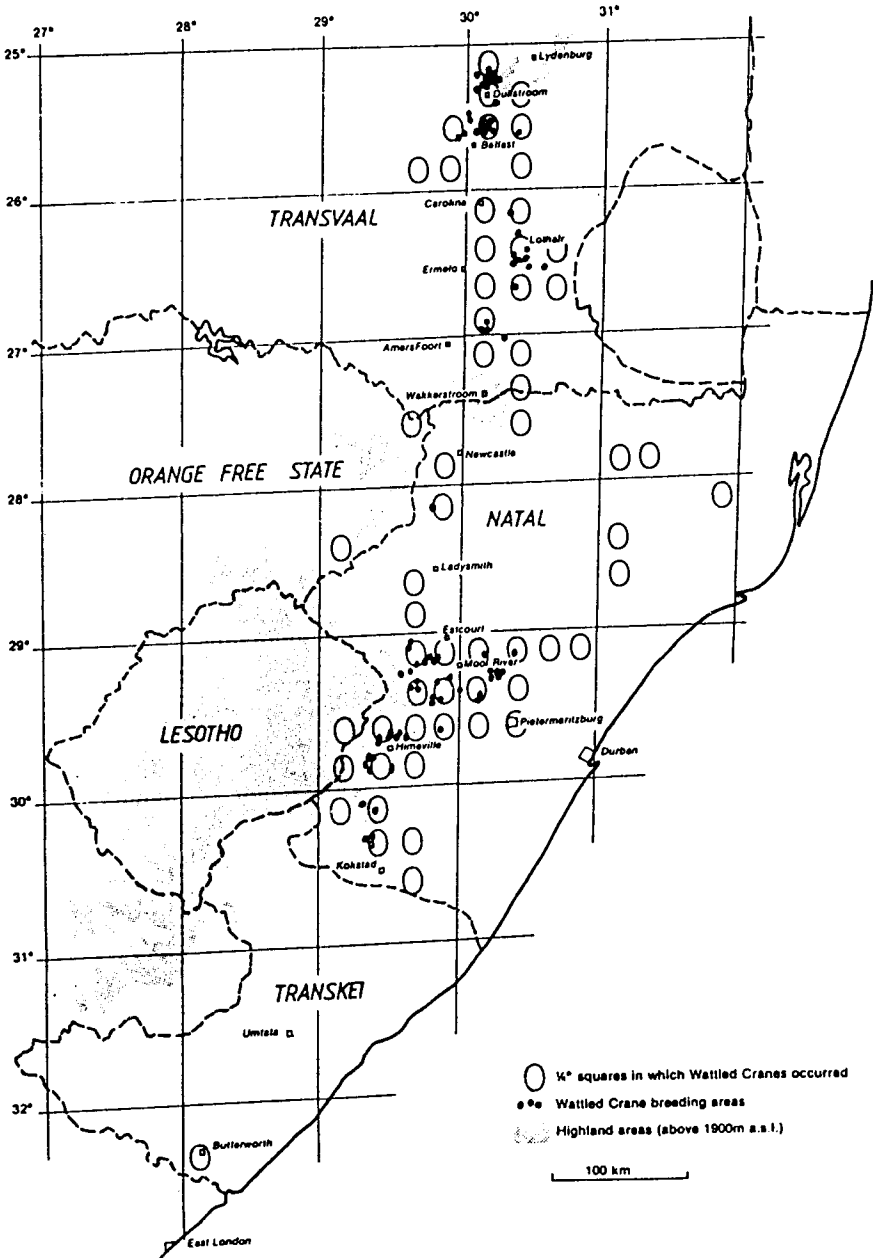 27° 28° 29° 30° 31°
25°
Lydenburg
Dullstroom
Belfast
26°
Carolina
TRANSVAAL
Lothair
Ermelo
27°
Amersfoort
Wakkerstroom
Newcastle
ORANGE FREE STATE
28°
NATAL
Ladysmith
29°
Estcourt
Mooi River
LESOTHO
Pietermaritzburg
Himeville
Durban
30°
Kokstad
31°
TRANSKEI
Umtata
32°
¼° squares in which Wattled Cranes occurred
Wattled Crane breeding areas
Highland areas (above 1900m a.s.l.)
100 km
Butterworth
East London